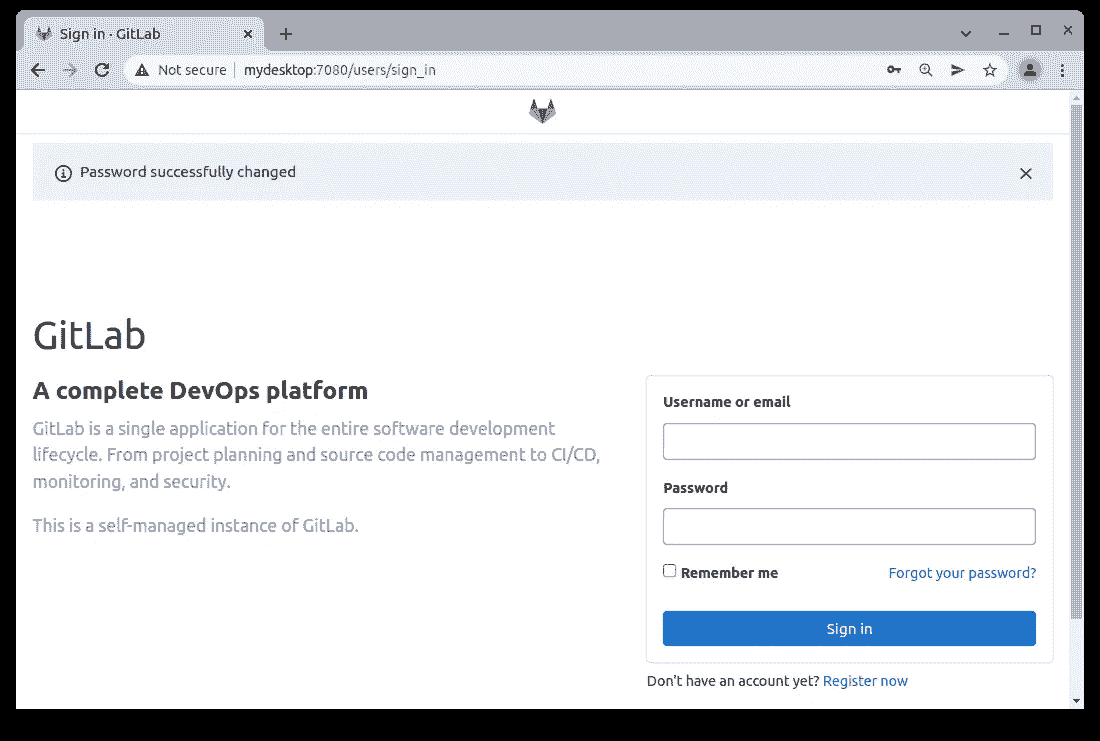 Sign in · GitLab
Not secure mydesktop:7080/users/sign_in
Password successfully changed
GitLab
A complete DevOps platform
GitLab is a single application for the entire software development
lifecycle. From project planning and source code management to CI/CD,
monitoring, and security.
This is a self-managed instance of GitLab.
Username or email
Password
Remember me Forgot your password?
Sign in
Don't have an account yet? Register now